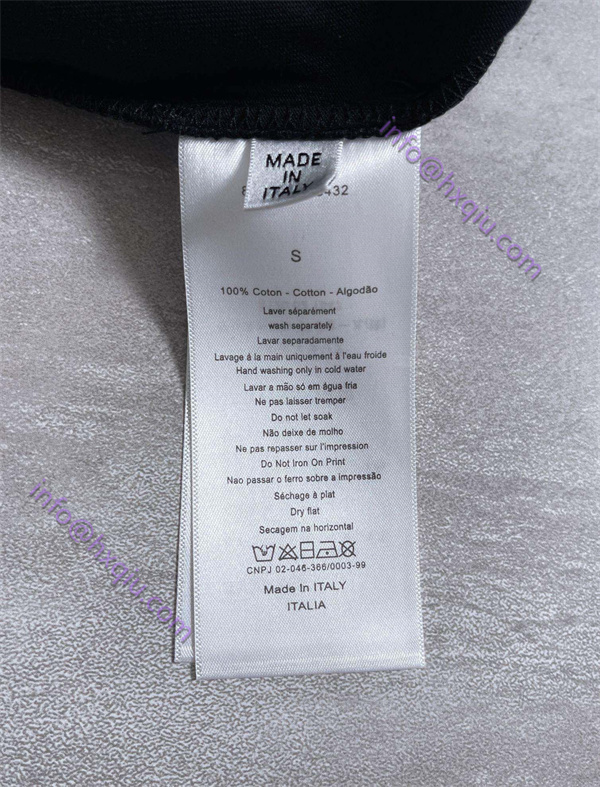 MADE
IN
ITALY
432
S
100% Coton - Cotton - Algodão
Laver séparément
wash separately
Lavar separadamente
Lavage à la main uniquement à l'eau froide
Hand washing only in cold water
Lavar a mão só em água fria
Ne pas laisser tremper
Do not let soak
Não deixe de molho
Ne pas repasser sur l'impression
Do Not Iron On Print
Nao passar o ferro sobre a impressão
Séchage à plat
Dry flat
Secagem na horizontal
CNPJ 02-046-366/0003-99
Made In ITALY
ITALIA
info@hxqiu.com
info@hxqiu.com